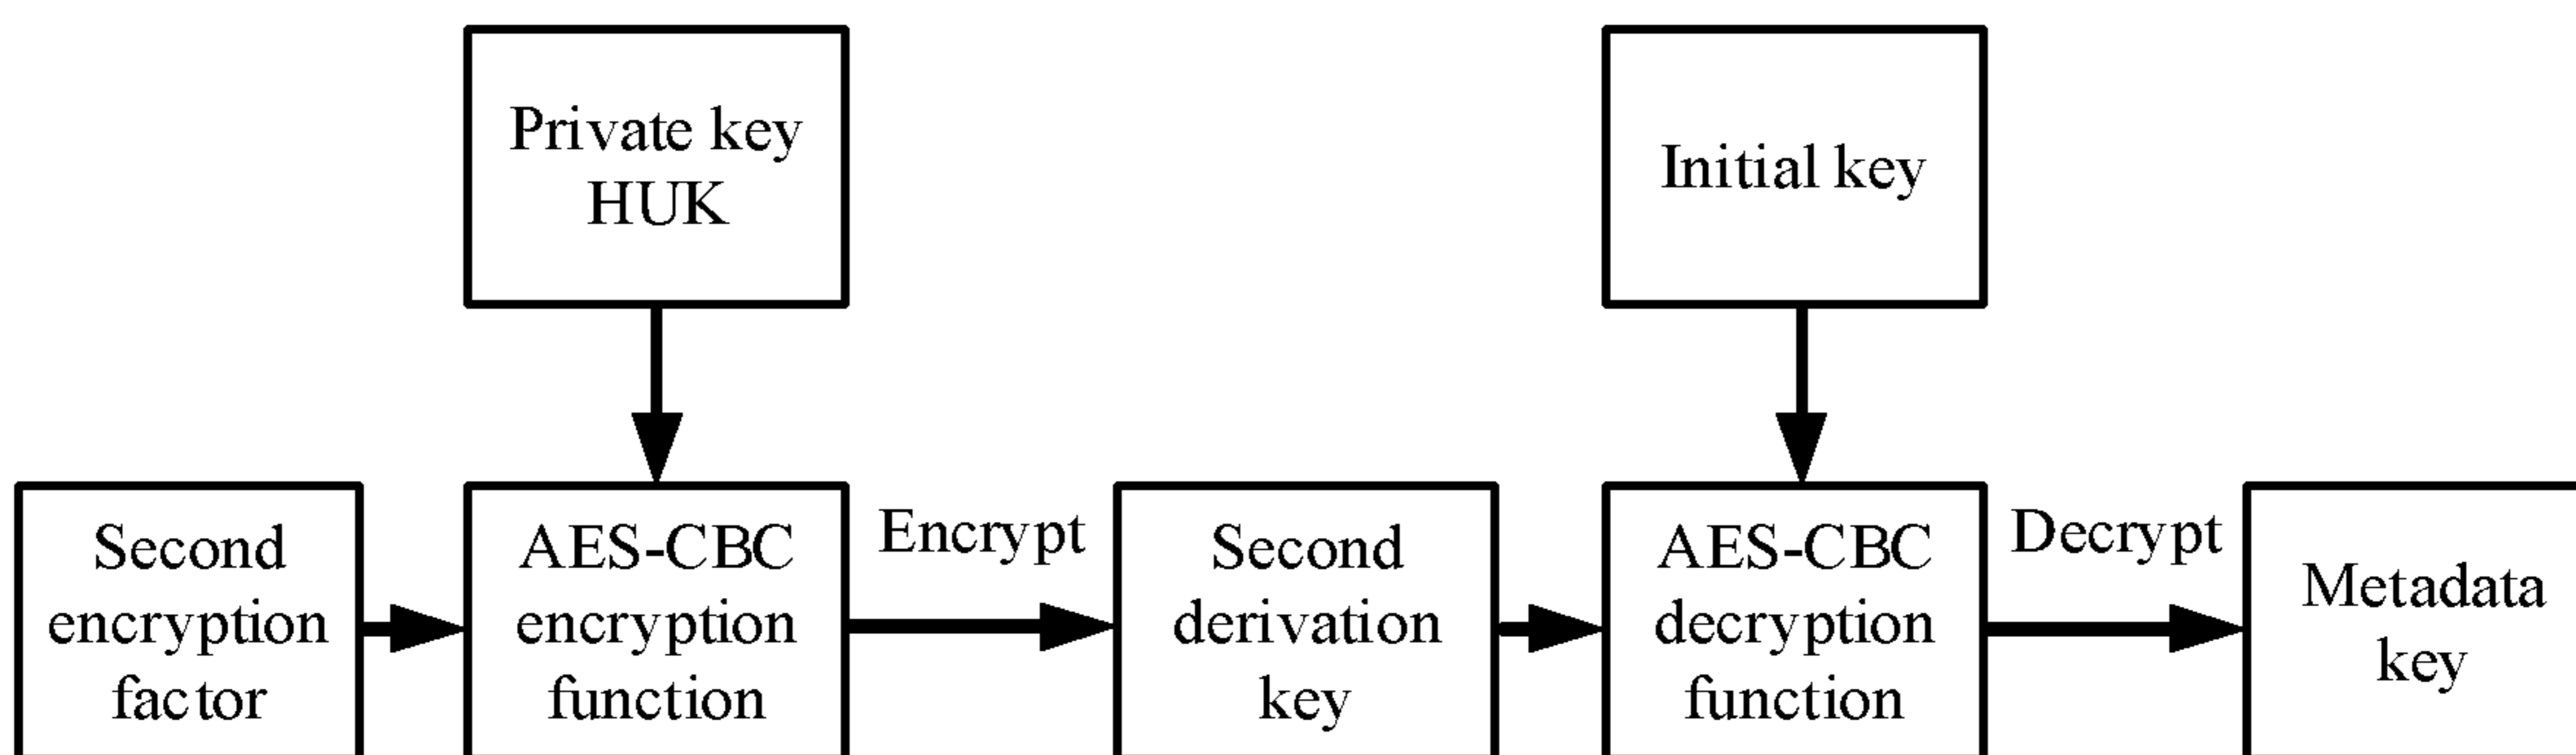 Private key
HUK
Initial key
Second
encryption
factor
AES-CBC
encryption
function
Encrypt
Second
derivation
key
AES-CBC
decryption
function
Decrypt
Metadata
key